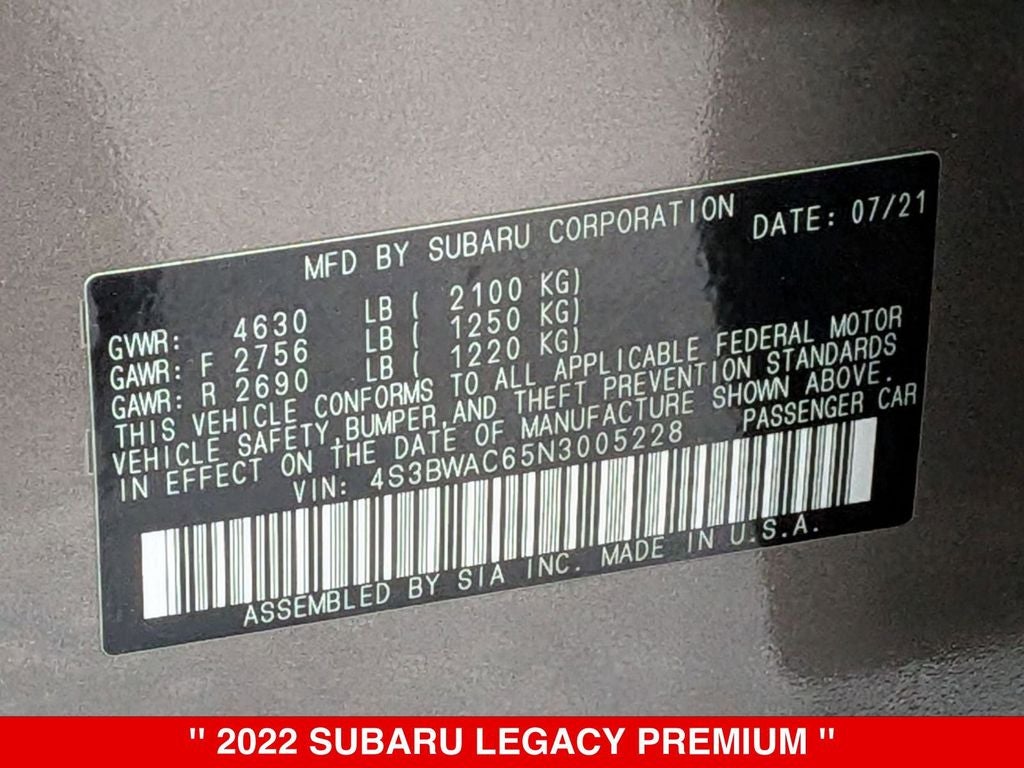 MFD BY SUBARU CORPORATION DATE: 07/21
GVWR: 4630 LB ( 2100 KG)
GAWR: F 2756 LB ( 1250 KG)
GAWR: R 2690 LB ( 1220 KG)
THIS VEHICLE CONFORMS TO ALL APPLICABLE FEDERAL MOTOR
VEHICLE SAFETY,BUMPER,AND THEFT PREVENTION STANDARDS
IN EFFECT ON THE DATE OF MANUFACTURE SHOWN ABOVE.
VIN: 4S3BWAC65N3005228 PASSENGER CAR
ASSEMBLED BY SIA INC. MADE IN U.S.A.
" 2022 SUBARU LEGACY PREMIUM "